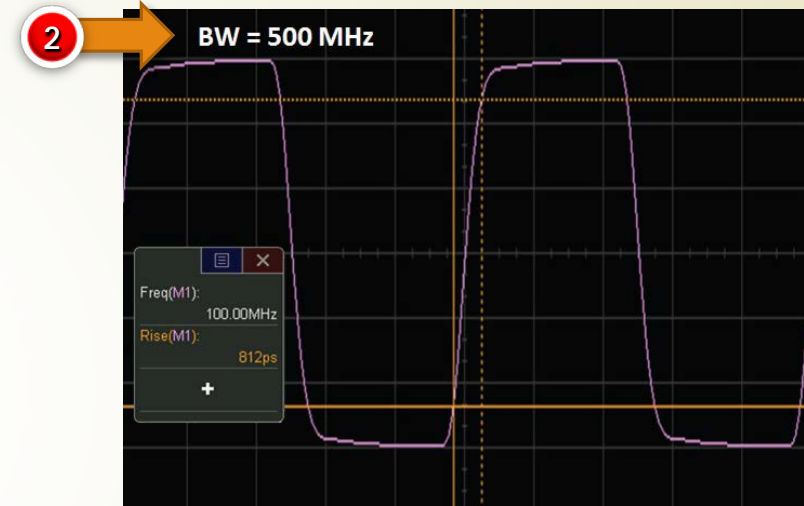 2
BW = 500 MHz
Freq(M1):
100.00MHz
Rise(M1):
812ps
+